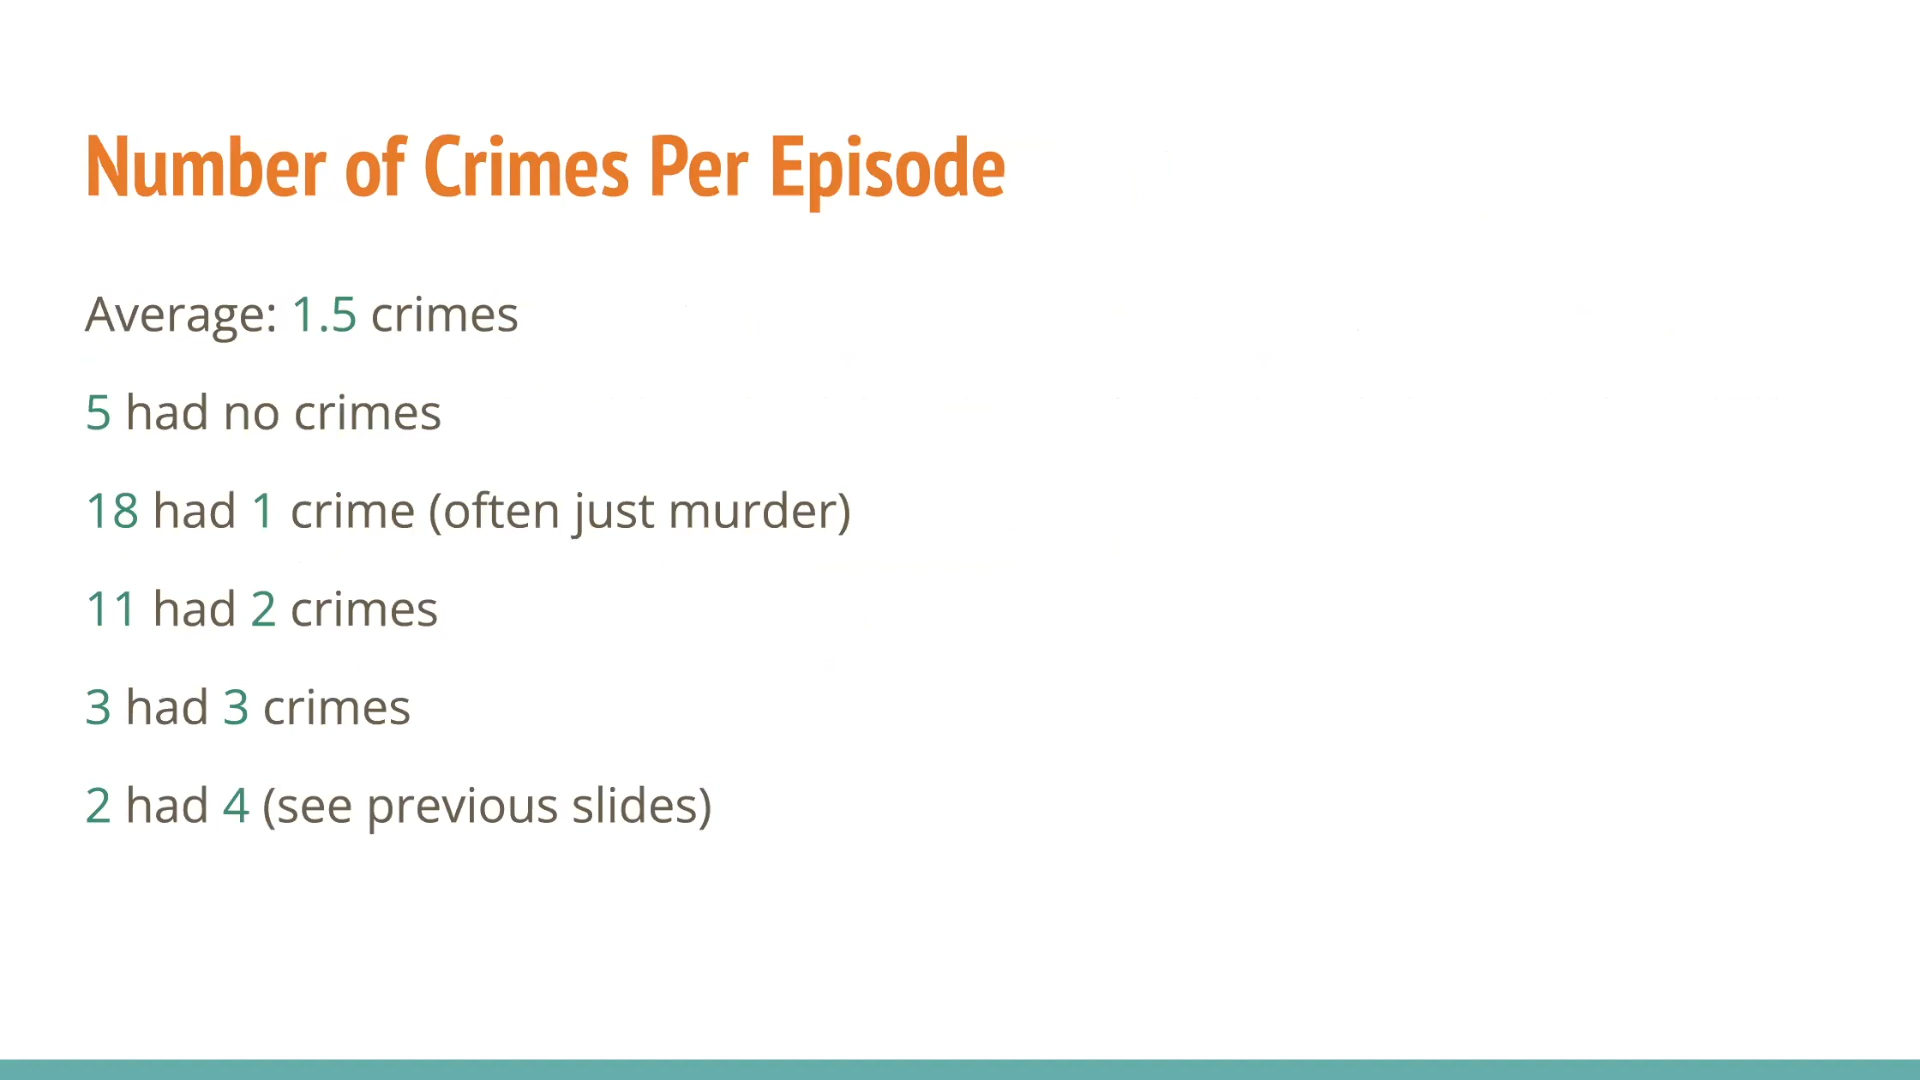 Number of Crimes Per Episode
Average: 1.5 crimes
5 had no crimes
18 had 1 crime (often just murder)
11 had 2 crimes
3 had 3 crimes
2 had 4 (see previous slides)